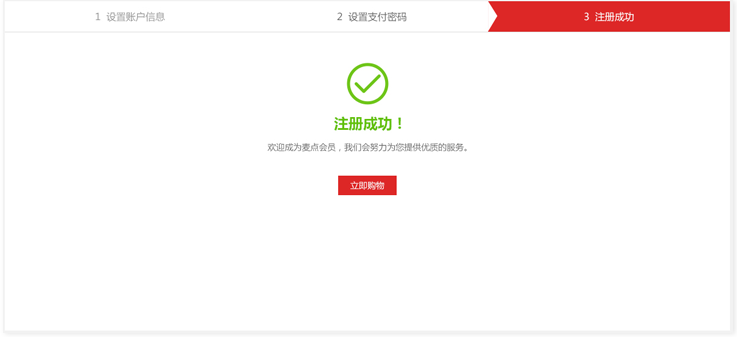 1 设置账户信息 2 设置支付密码 3 注册成功
注册成功！
欢迎成为麦点会员，我们会努力为您提供优质的服务。
立即购物